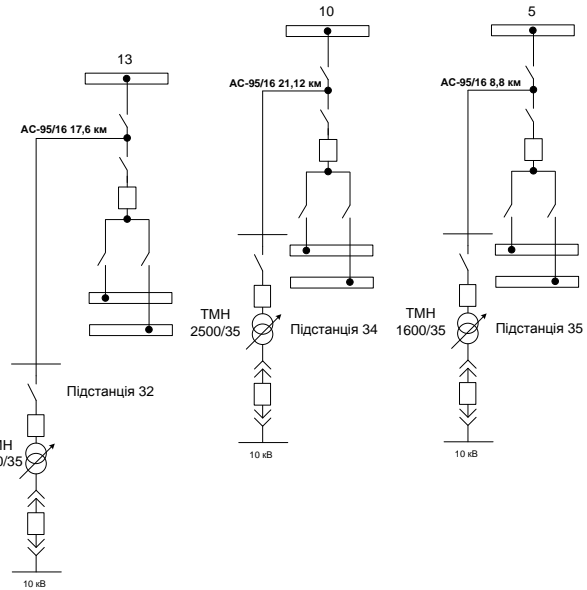 13
АС-95/16 17,6 км
Підстанція 32
10 кВ
10
АС-95/16 21,12 км
ТМН
2500/35
Підстанція 34
10 кВ
5
АС-95/16 8,8 км
ТМН
1600/35
Підстанція 35
10 кВ